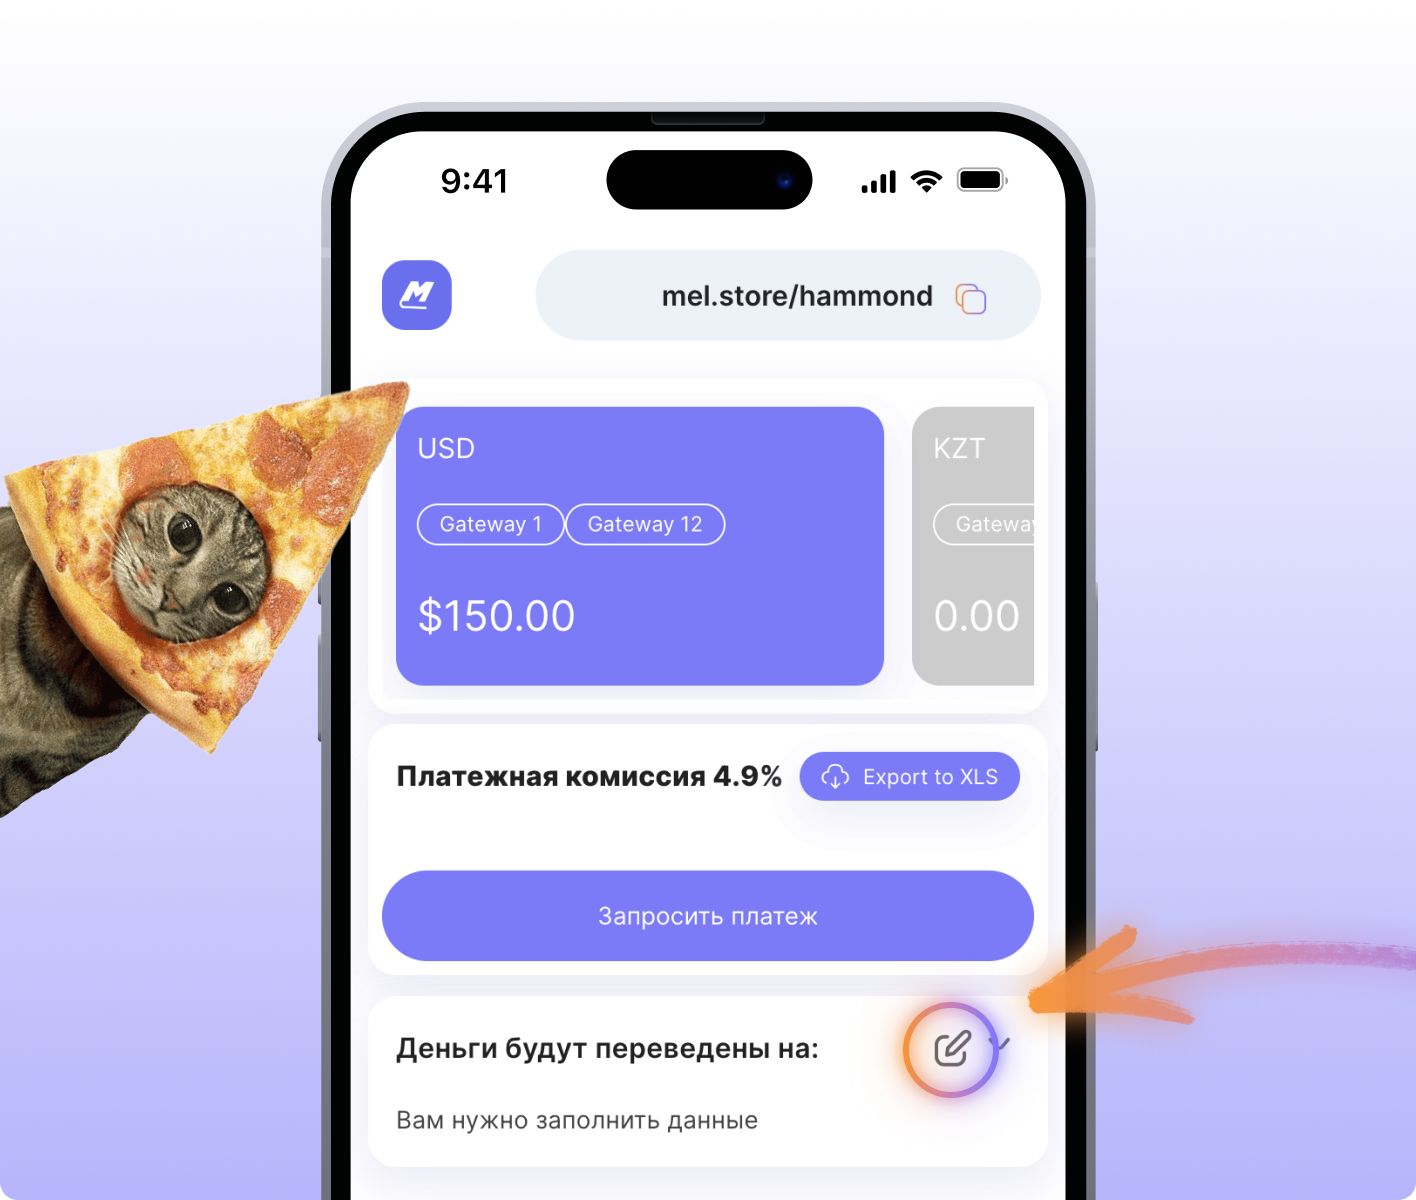 9:41
mel.store/hammond
USD
KZT
Gateway 1
Gateway 12
Gateway
$150.00
0.00
Платежная комиссия 4.9%
Export to XLS
Запросить платеж
Деньги будут переведены на:
Вам нужно заполнить данные